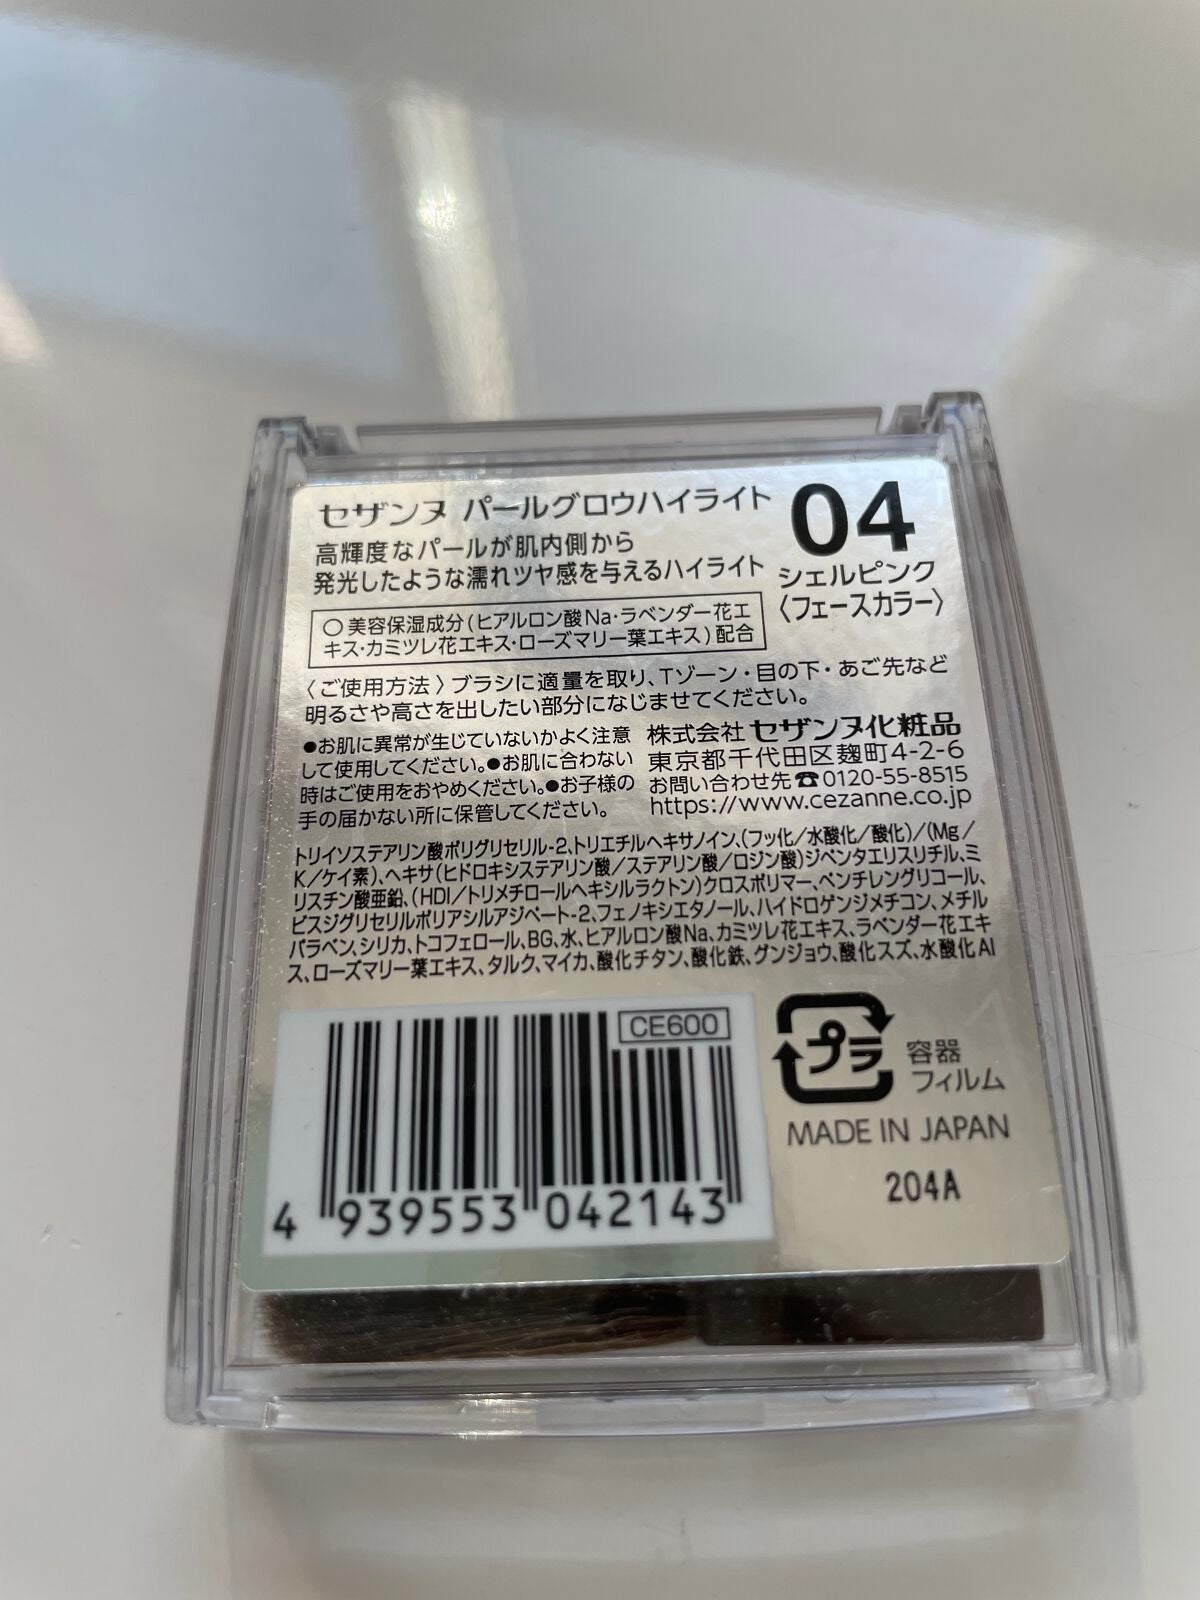 セザンヌ パールグロウハイライト
高輝度なパールが肌内側から
発光したような濡れツヤ感を与えるハイライト
04
シェルピンク
〈フェースカラー〉
○美容保湿成分(ヒアルロン酸Na・ラベンダー花エ
キス・カミツレ花エキス・ローズマリー葉エキス)配合
〈ご使用方法〉ブラシに適量を取り、Tゾーン・目の下・あご先など
明るさや高さを出したい部分になじませてください。
●お肌に異常が生じていないかよく注意
して使用してください。●お肌に合わない
時はご使用をおやめください。●お子様の
手の届かない所に保管してください。
株式会社 セザンヌ化粧品
東京都千代田区麹町4-2-6
お問い合わせ先☎0120-55-8515
https://www.cezanne.co.jp
トリイソステアリン酸ポリグリセリル-2、トリエチルヘキサノイン、(フッ化/水酸化/酸化)/(Mg/
K/ケイ素)、ヘキサ(ヒドロキシステアリン酸/ステアリン酸/ロジン酸)ジペンタエリスリチル、ミ
リスチン酸亜鉛、(HDI/トリメチロールヘキシルラクトン)クロスポリマー、ペンチレングリコール、
ビスジグリセリルポリアシルアジペート-2、フェノキシエタノール、ハイドロゲンジメチコン、メチル
パラベン、シリカ、トコフェロール、BG、水、ヒアルロン酸Na、カミツレ花エキス、ラベンダー花エキ
ス、ローズマリー葉エキス、タルク、マイカ、酸化チタン、酸化鉄、グンジョウ、酸化スズ、水酸化Al
CE600
4 939553 042143
プラ
容器
フィルム
MADE IN JAPAN
204A